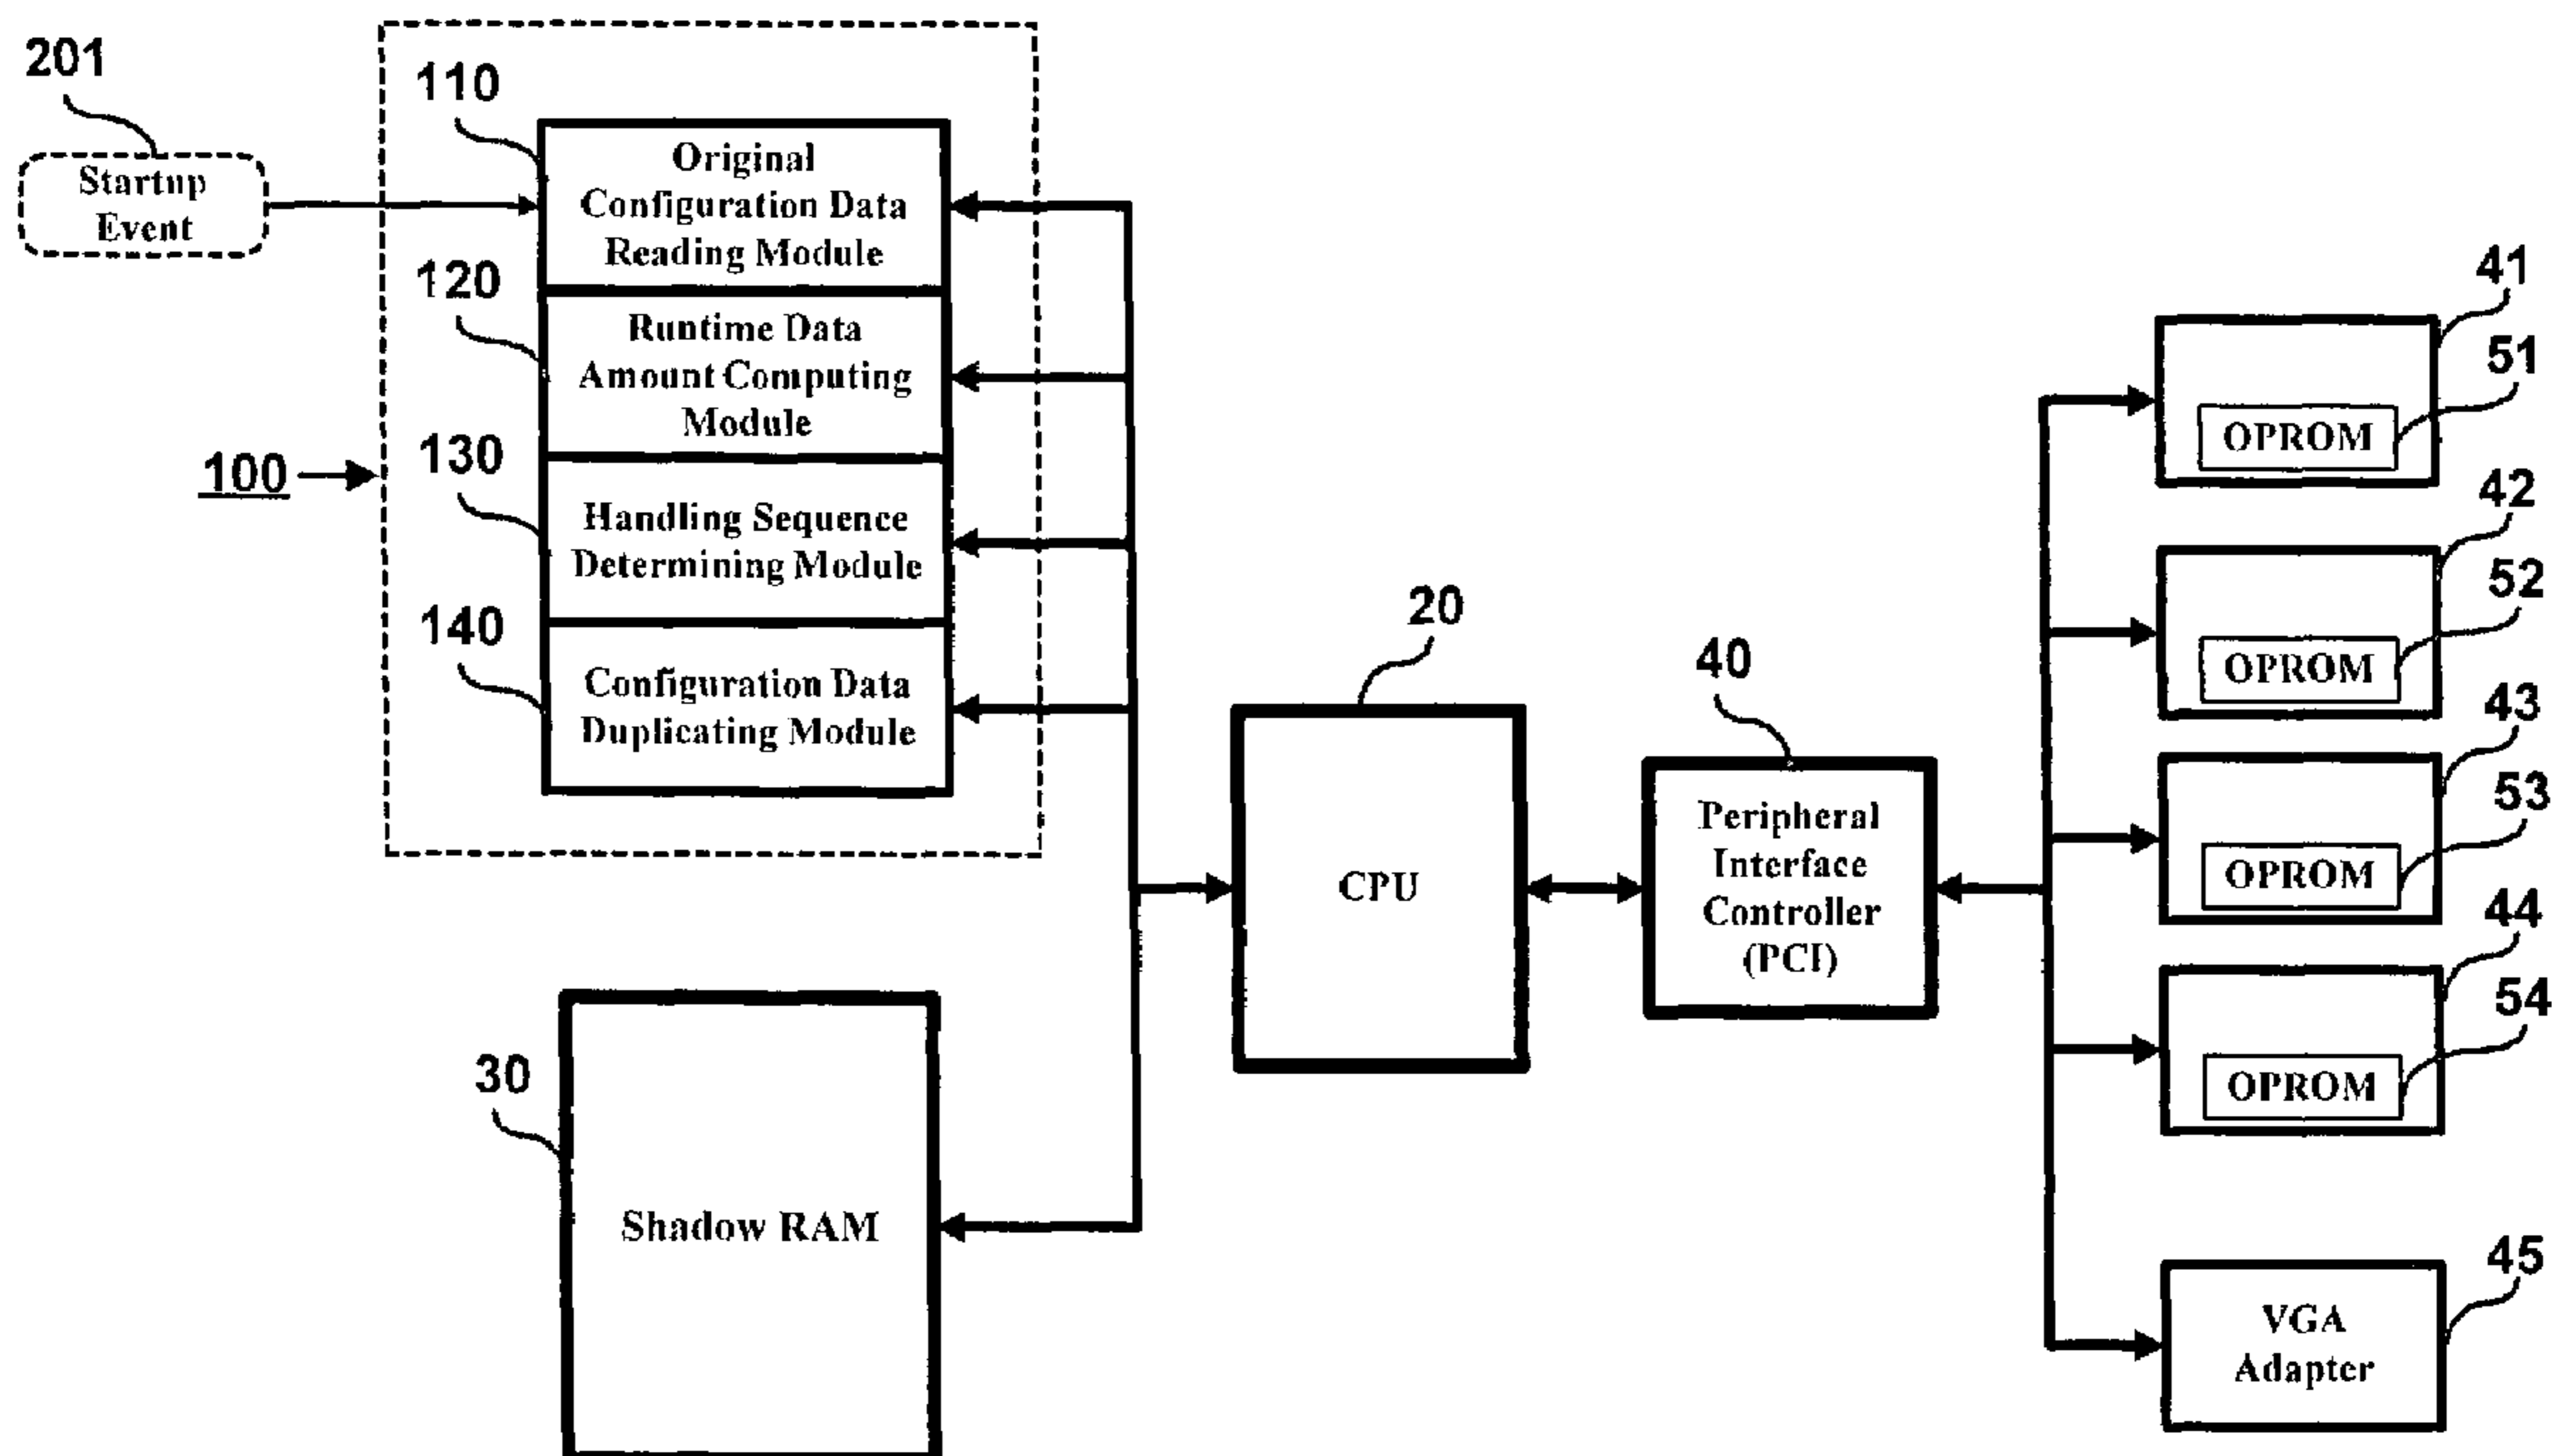 201
Startup
Event
100
110
Original
Configuration Data
Reading Module
120
Runtime Data
Amount Computing
Module
130
Handling Sequence
Determining Module
140
Configuration Data
Duplicating Module
30
Shadow RAM
20
CPU
40
Peripheral
Interface
Controller
(PCI)
41
51
OPROM
42
52
OPROM
43
53
OPROM
44
54
OPROM
45
VGA
Adapter